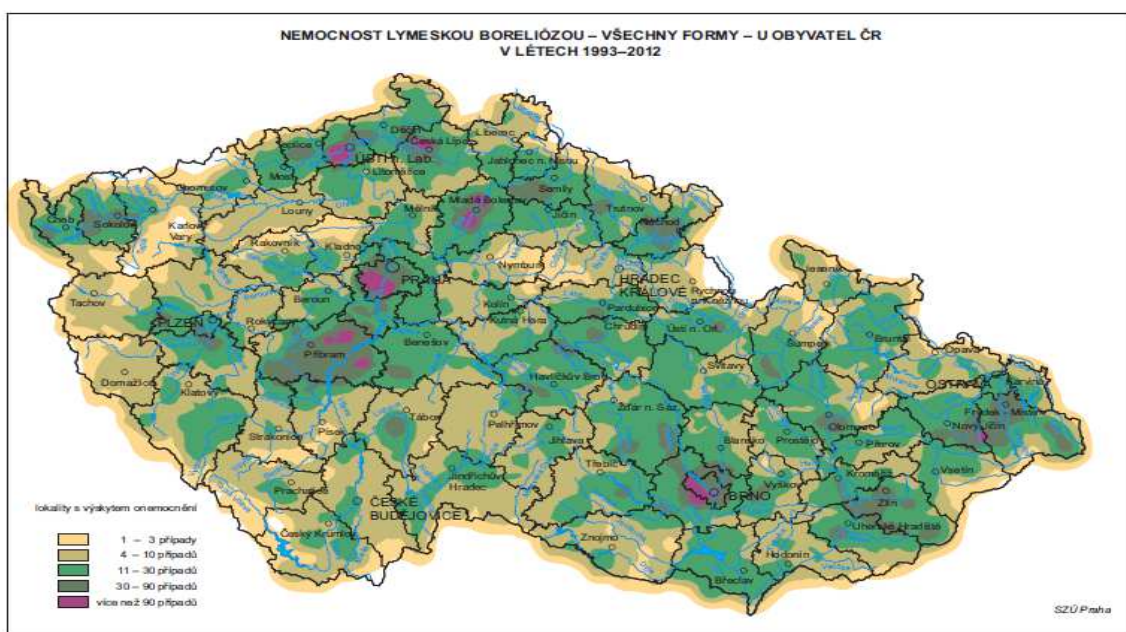 NEMOCNOST LYMESKOU BORELIÓZOU – VŠECHNY FORMY – U OBYVATEL ČR
V LÉTECH 1993–2012
Děčín
Liberec
Česká Lípa
ÚSTÍ n. Lab.
Jablonec n. Nisou
Most
Litoměřice
Semily
Chomutov
Trutnov
Louny
Mělník
Mladá Boleslav
Jičín
Náchod
Cheb
Sokolov
Karlovy
Vary
Rakovník
Kladno
Nymburk
HRADEC
KRÁLOVÉ
Jeseník
PRAHA
Rychnov
n. Kněžnou
Tachov
Beroun
Kolín
Pardubice
PLZEŇ
Kutná Hora
Chrudim
Ústí n. Orl.
Šumperk
Bruntál
Opava
Příbram
Benešov
Svitavy
OSTRAVA
Karviná
Domažlice
Klatovy
Havlíčkův Brod
Frýdek - Místek
Tábor
Pelhřimov
Žďár n. Sáz.
Olomouc
Nový Jičín
Strakonice
Písek
Jihlava
Blansko
Prostějov
Přerov
Třebíč
Vyškov
Kroměříž
Vsetín
Prachatice
Jindřichův
Hradec
BRNO
Zlín
ČESKÉ
BUDĚJOVICE
Uherské Hradiště
Český Krumlov
Znojmo
Hodonín
Břeclav
lokality s výskytem onemocnění
1 – 3 případy
4 – 10 případů
11 – 30 případů
30 – 90 případů
více než 90 případů
SZÚ Praha